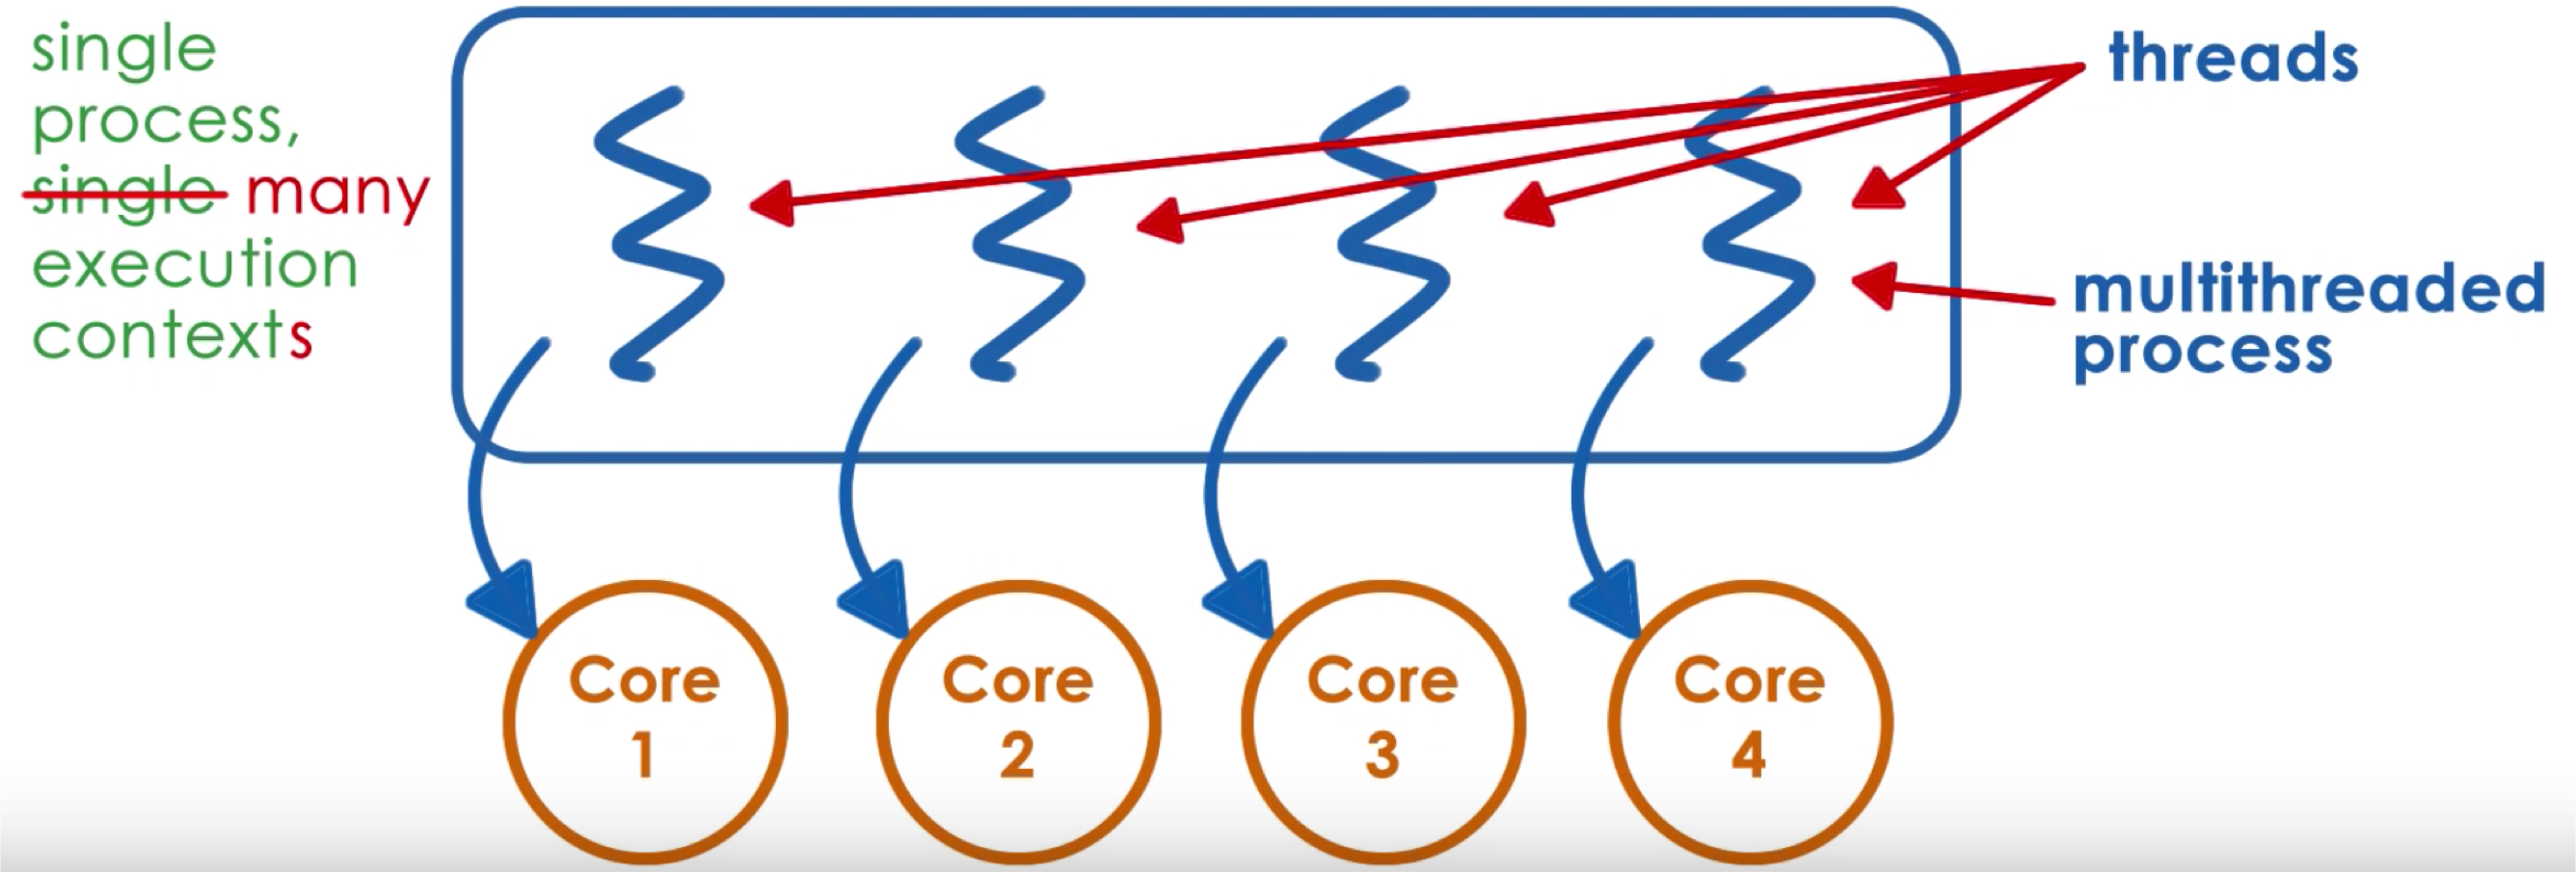 single
process,
single many
execution
contexts
threads
multithreaded
process
Core
1
Core
2
Core
3
Core
4